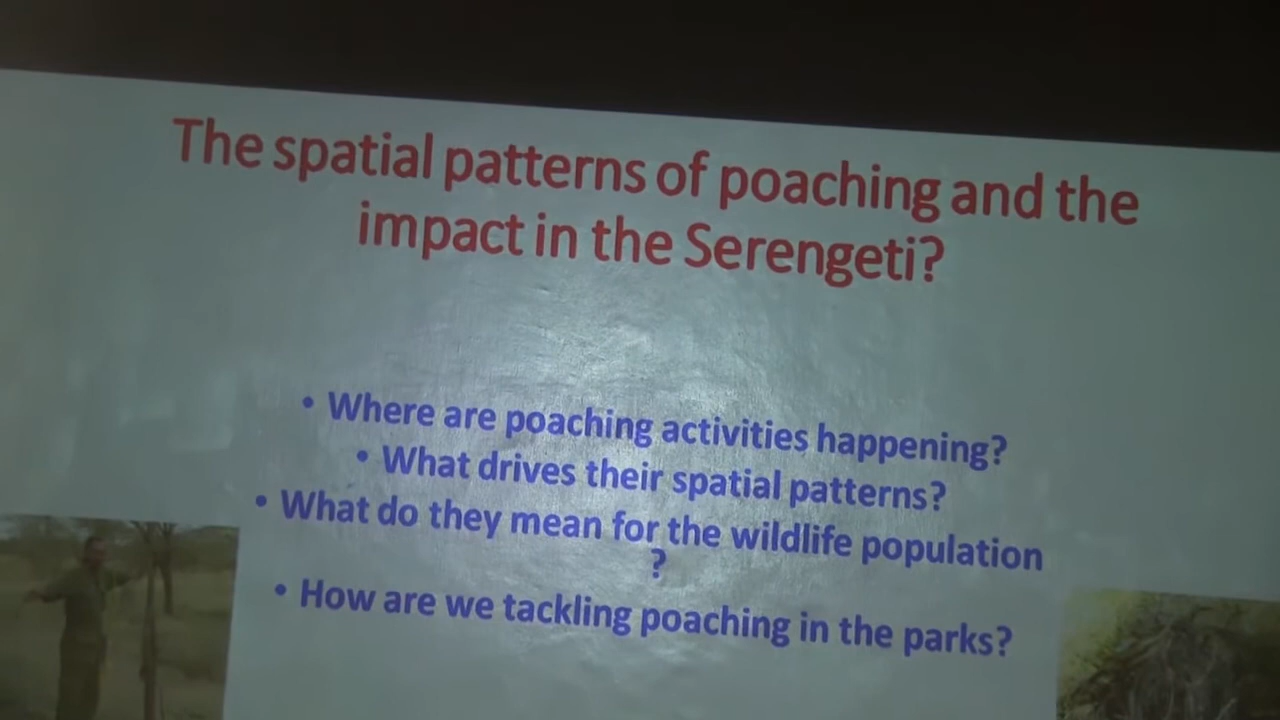 The spatial patterns of poaching and the
impact in the Serengeti?
• Where are poaching activities happening?
• What drives their spatial patterns?
• What do they mean for the wildlife population
?
• How are we tackling poaching in the parks?